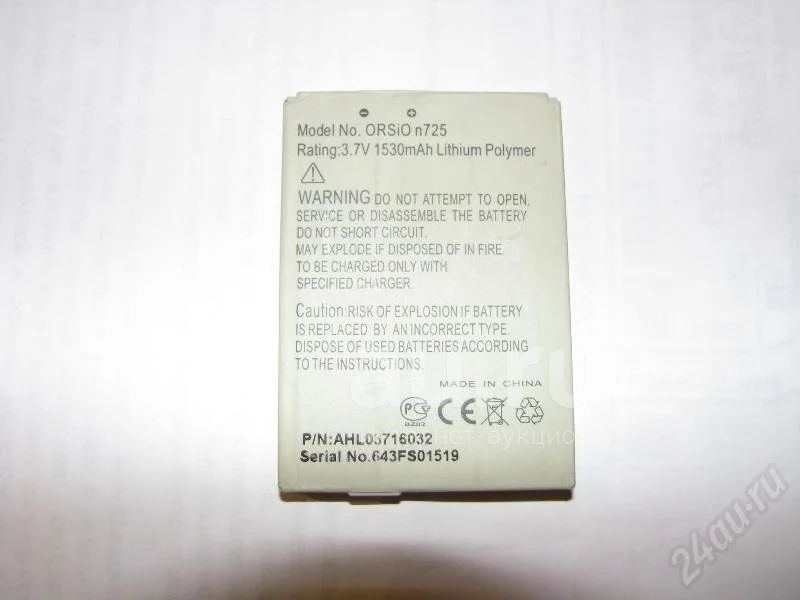 Model No. ORSiO n725
Rating:3.7V 1530mAh Lithium Polymer
WARNING DO NOT ATTEMPT TO OPEN,
SERVICE OR DISASSEMBLE THE BATTERY
DO NOT SHORT CIRCUIT.
MAY EXPLODE IF DISPOSED OF IN FIRE
TO BE CHARGED ONLY WITH
SPECIFIED CHARGER.
Caution:RISK OF EXPLOSION IF BATTERY
IS REPLACED BY AN INCORRECT TYPE.
DISPOSE OF USED BATTERIES ACCORDING
TO THE INSTRUCTIONS.
MADE IN CHINA
CE
BZ02
P/N:AHL03716032
Serial No.643FS01519
24au.ru